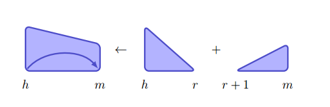 ← +
h m h r r + 1 m